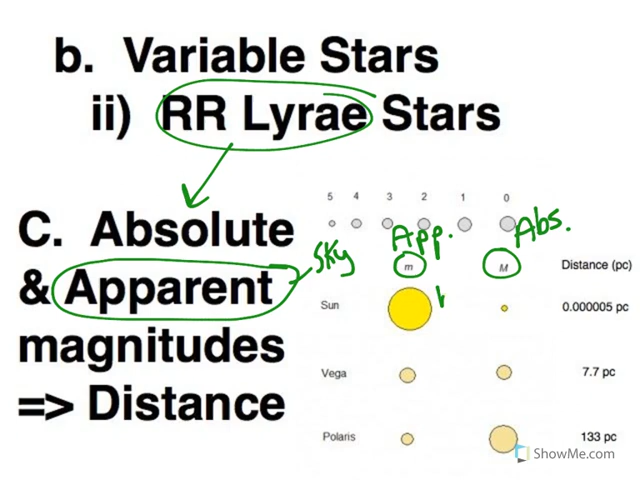 b. Variable Stars
ii) RR Lyrae Stars
5 4 3 2 1 0
C. Absolute
& Apparent
magnitudes
=> Distance
Sky
App. Abs.
m M Distance (pc)
Sun 0.000005 pc
Vega 7.7 pc
Polaris 133 pc
ShowMe.com